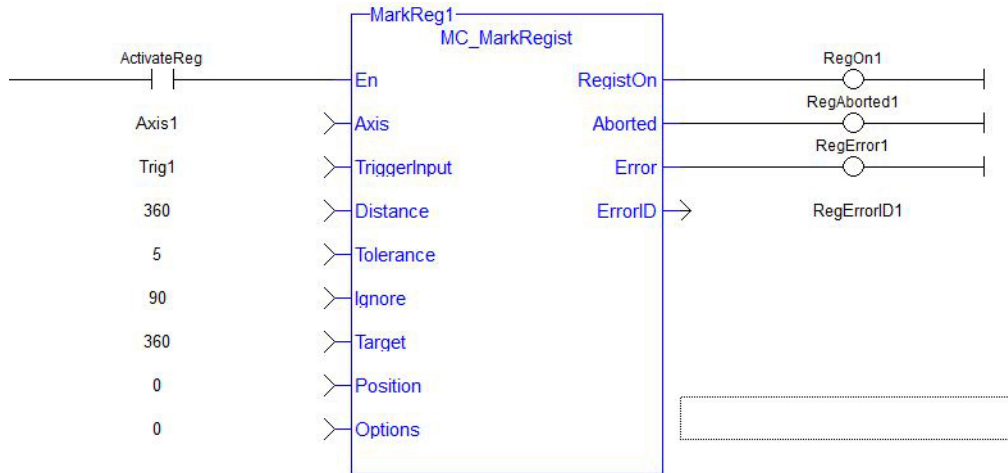 MarkReg1
MC_MarkRegist
ActivateReg
En
RegistOn
RegOn1
Axis1
Axis
Aborted
RegAborted1
Trig1
TriggerInput
Error
RegError1
360
Distance
ErrorID
RegErrorID1
5
Tolerance
90
Ignore
360
Target
0
Position
0
Options